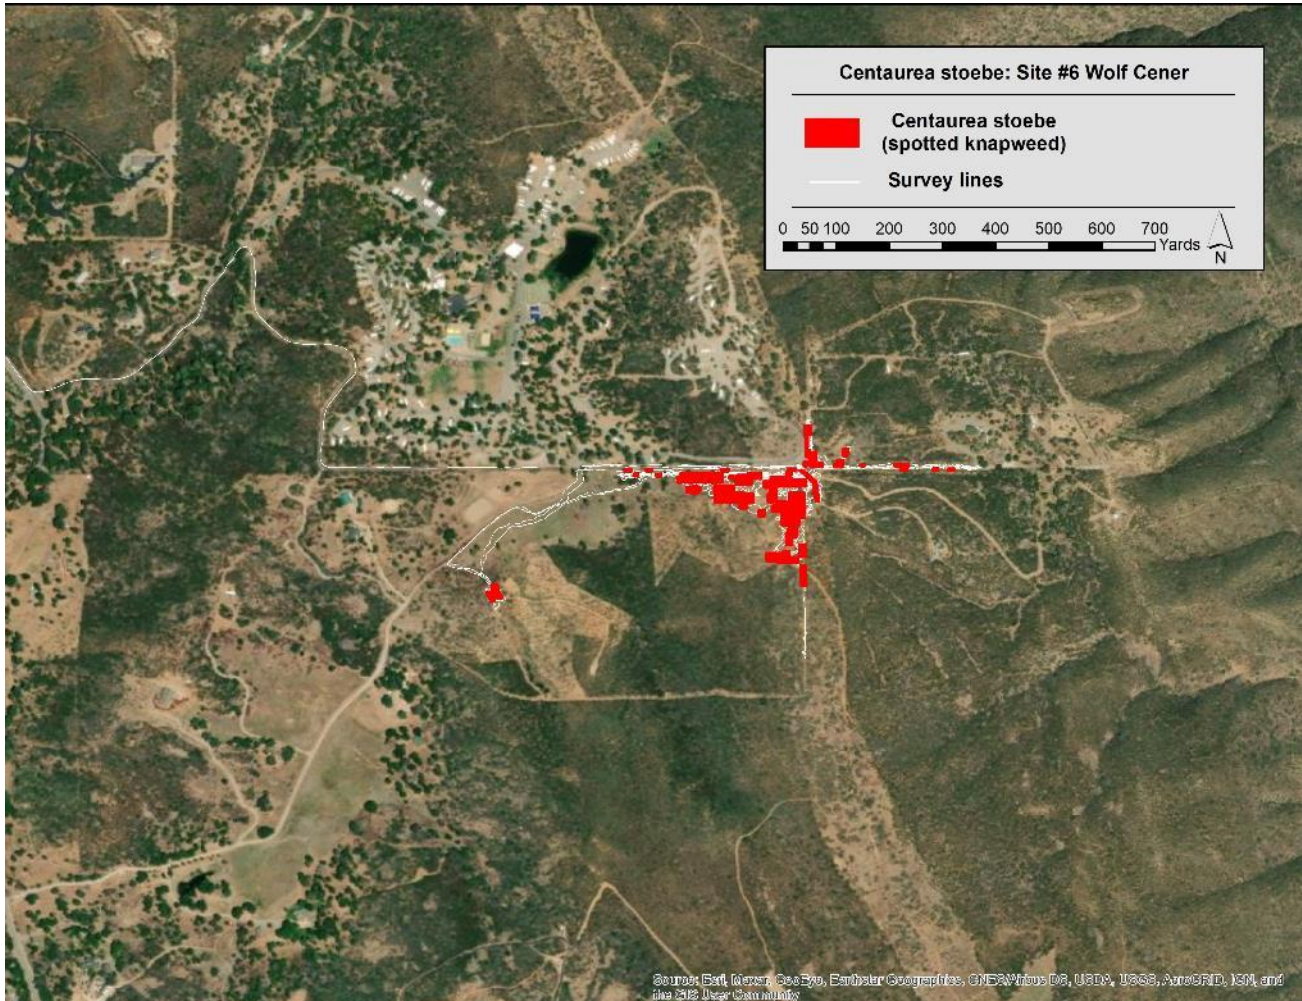 Centaurea stoebe: Site #6 Wolf Cener
Centaurea stoebe
(spotted knapweed)
Survey lines
0 50 100 200 300 400 500 600 700
Yards
N
Source: Esri, Maxar, GeoEye, Earthstar Geographics, CNES/Airbus DS, USDA, USGS, AeroGRID, IGN, and
the GIS User Community